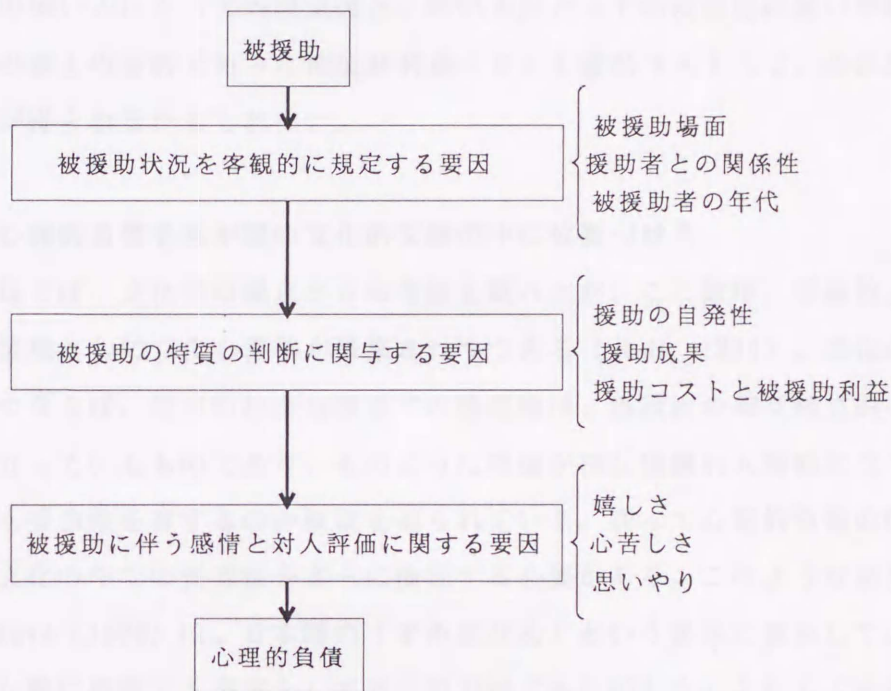 被援助
被援助状況を客観的に規定する要因
被援助場面
援助者との関係性
被援助者の年代
被援助の特質の判断に関与する要因
援助の自発性
援助成果
援助コストと被援助利益
被援助に伴う感情と対人評価に関する要因
嬉しさ
心苦しさ
思いやり
心理的負債